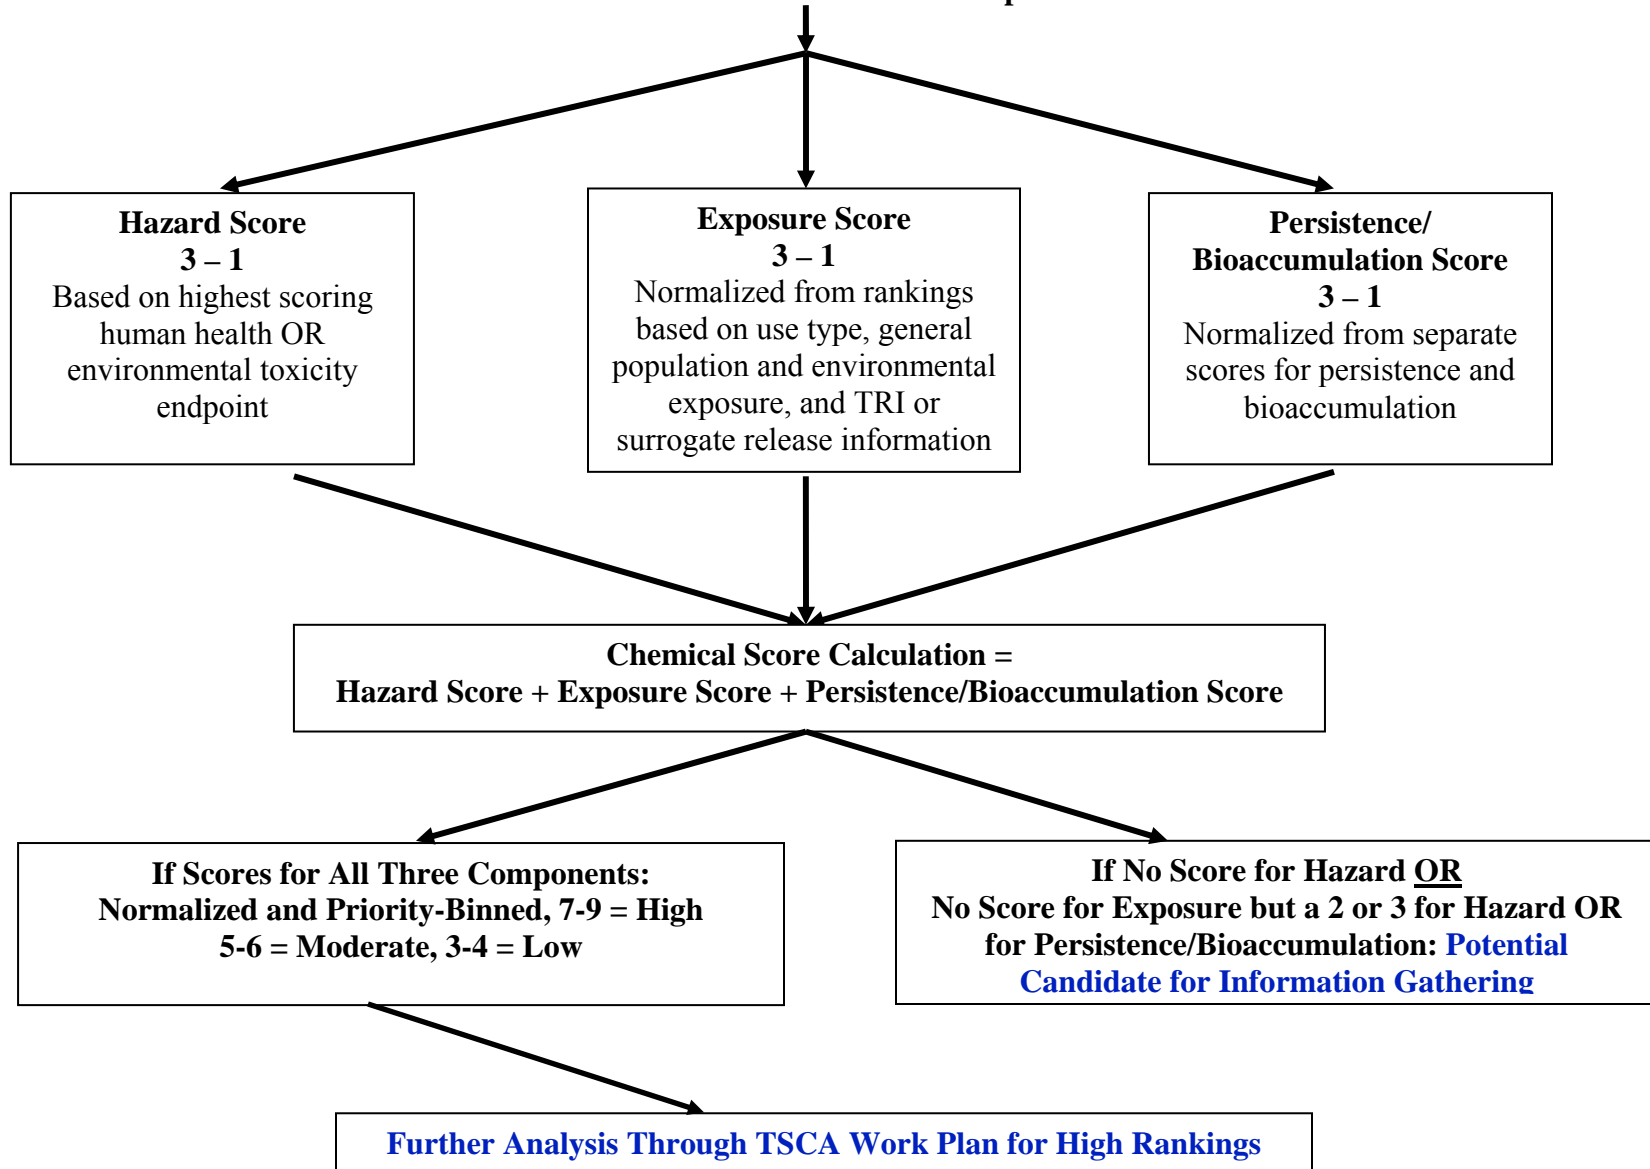 Hazard Score
3 – 1
Based on highest scoring
human health OR
environmental toxicity
endpoint
Exposure Score
3 – 1
Normalized from rankings
based on use type, general
population and environmental
exposure, and TRI or
surrogate release information
Persistence/
Bioaccumulation Score
3 – 1
Normalized from separate
scores for persistence and
bioaccumulation
Chemical Score Calculation =
Hazard Score + Exposure Score + Persistence/Bioaccumulation Score
If Scores for All Three Components:
Normalized and Priority-Binned, 7-9 = High
5-6 = Moderate, 3-4 = Low
If No Score for Hazard OR
No Score for Exposure but a 2 or 3 for Hazard OR
for Persistence/Bioaccumulation: Potential
Candidate for Information Gathering
Further Analysis Through TSCA Work Plan for High Rankings